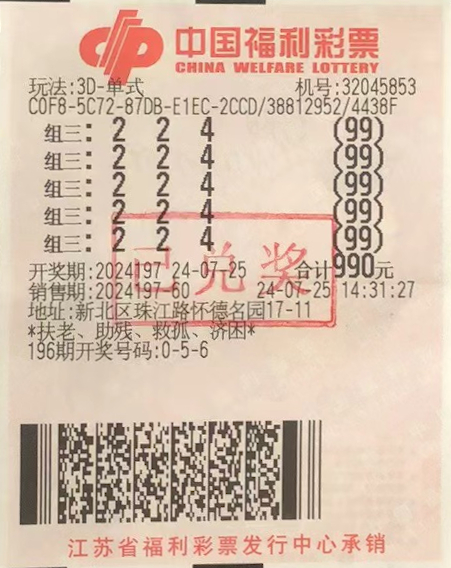 中国福利彩票
CHINA WELFARE LOTTERY
玩法:3D-单式 机号:32045853
C0F8-5C72-87DB-E1EC-2CCD/38812952/4438F
组三: 2 2 4 (99)
组三: 2 2 4 (99)
组三: 2 2 4 (99)
组三: 2 2 4 (99)
组三: 2 2 4 (99)
已兑奖
开奖期:2024197 24-07-25 合计990元
销售期:2024197-60 24-07-25 14:31:27
地址:新北区珠江路怀德名园17-11
*扶老、助残、救孤、济困*
196期开奖号码:0-5-6
江苏省福利彩票发行中心承销